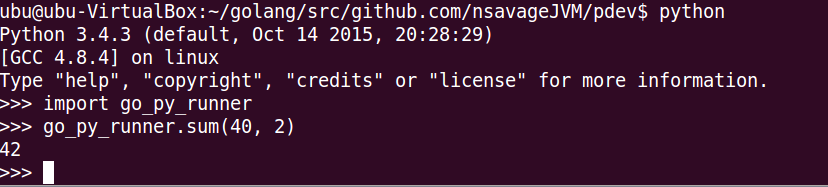 ubu@ubu-VirtualBox:~/golang/src/github.com/nsavageJVM/pdev$ python
Python 3.4.3 (default, Oct 14 2015, 20:28:29)
[GCC 4.8.4] on linux
Type "help", "copyright", "credits" or "license" for more information.
>>> import go_py_runner
>>> go_py_runner.sum(40, 2)
42
>>>